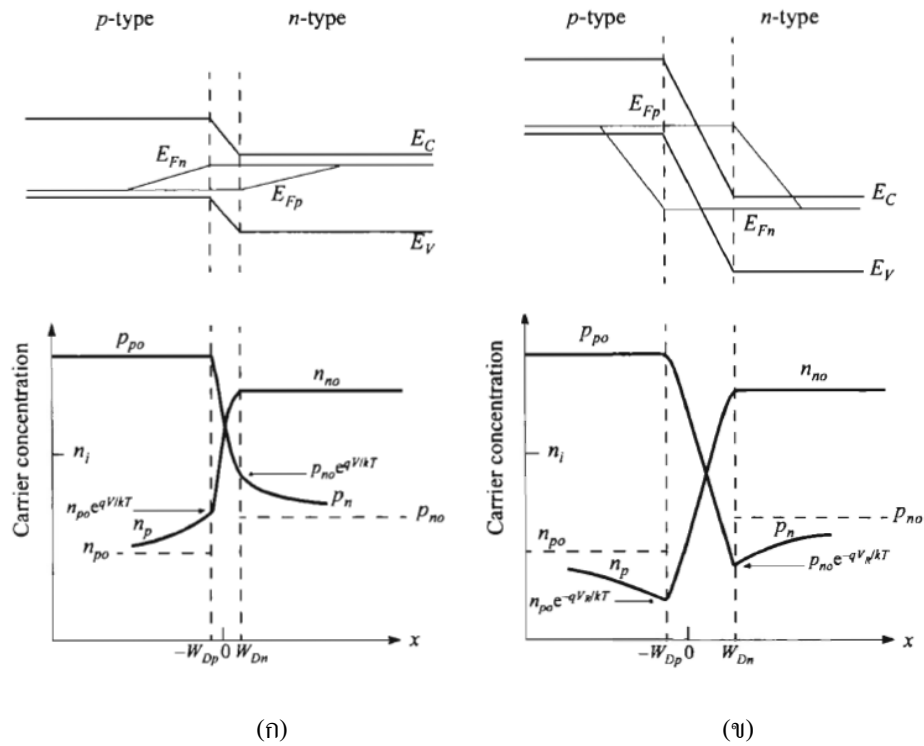 p-type n-type
E_C
E_Fn
E_Fp
E_V
Carrier concentration
p_po
n_no
n_i
p_no e^qV/kT
n_po e^qV/kT
n_p
p_n
p_no
n_po
−W_Dp 0 W_Dn x
(ก)
p-type n-type
E_Fp
E_C
E_Fn
E_V
Carrier concentration
p_po
n_no
n_i
p_no
n_po
p_n
n_p
p_no e^−qV_R/kT
n_po e^−qV_R/kT
−W_Dp 0 W_Dn x
(ข)